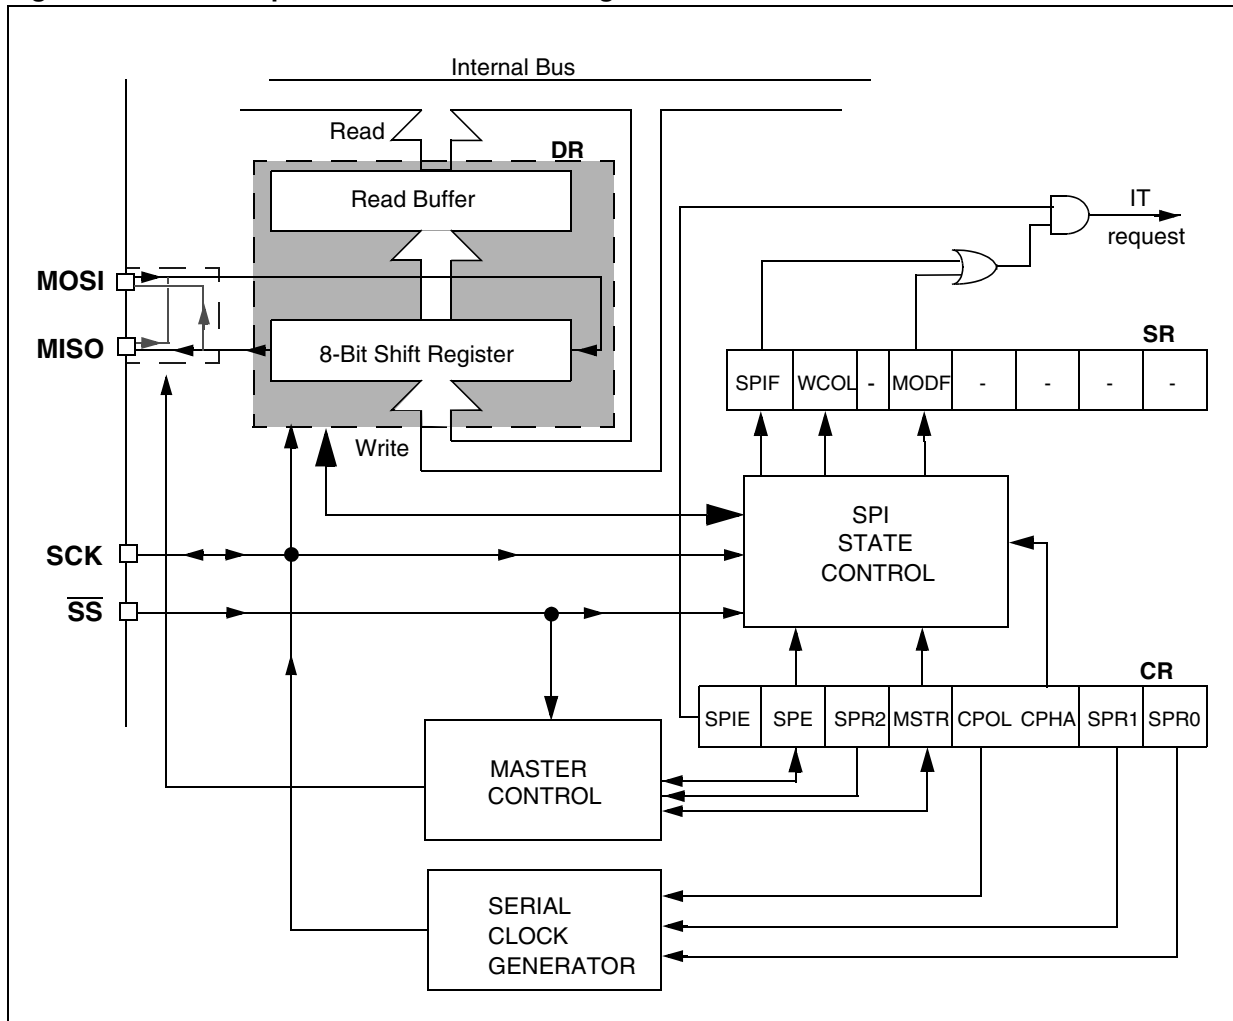 Internal Bus
Read
DR
Read Buffer
IT
request
MOSI
MISO
8-Bit Shift Register
SR
SPIF WCOL - MODF - - - -
Write
SPI
STATE
CONTROL
SCK
SS
CR
SPIE SPE SPR2 MSTR CPOL CPHA SPR1 SPR0
MASTER
CONTROL
SERIAL
CLOCK
GENERATOR